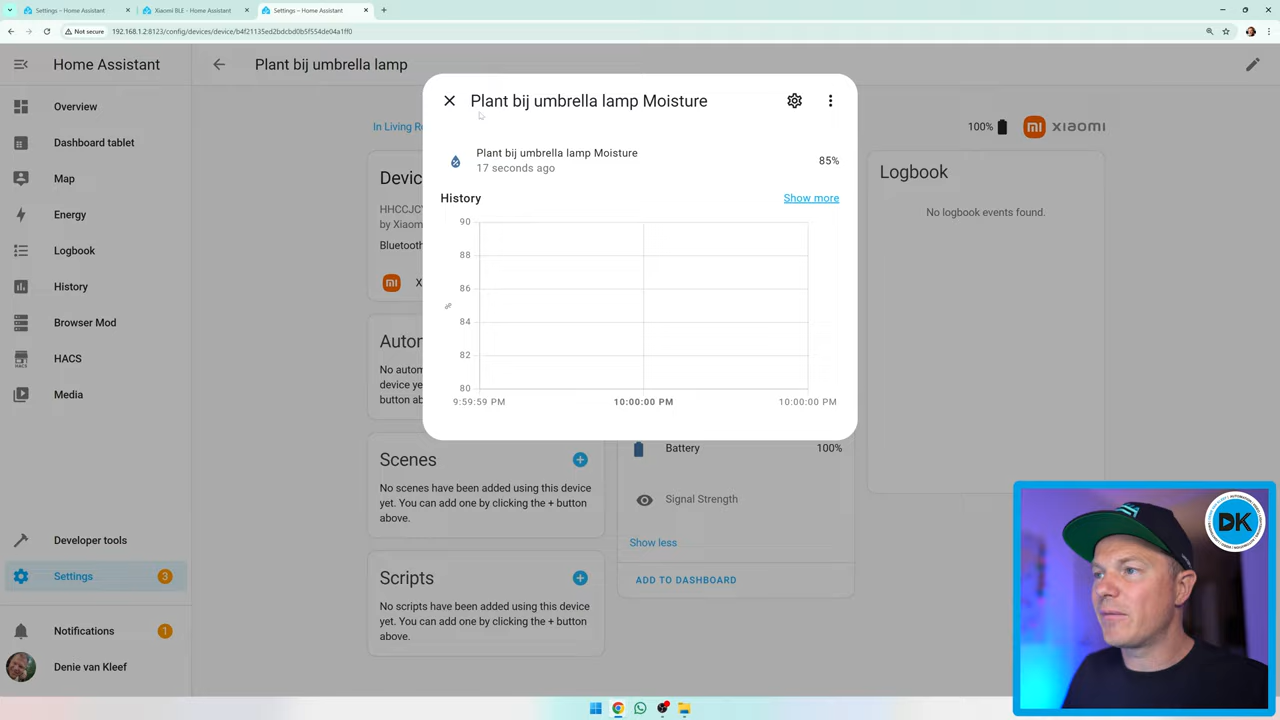 Settings – Home Assistant
Xiaomi BLE - Home Assistant
Settings – Home Assistant
Not secure
192.168.1.2:8123/config/devices/device/b4f21135ed2bdcbd0b5f554de04a1ff0
Home Assistant
Plant bij umbrella lamp
Overview
Dashboard tablet
Map
Energy
Logbook
History
Browser Mod
HACS
HACS
Media
Developer tools
Settings
3
Notifications
1
Denie van Kleef
In Living Ro
100%
xiaomi
Devic
HHCCJCY
by Xiaom
Bluetooth
X
Auton
No autom
device ye
button ab
Scenes
No scenes have been added using this device
yet. You can add one by clicking the + button
above.
Scripts
No scripts have been added using this device
yet. You can add one by clicking the + button
above.
Plant bij umbrella lamp Moisture
Plant bij umbrella lamp Moisture
17 seconds ago
85%
History
Show more
90
88
86
84
82
80
%
9:59:59 PM
10:00:00 PM
10:00:00 PM
Battery
100%
Signal Strength
Show less
ADD TO DASHBOARD
Logbook
No logbook events found.
DK